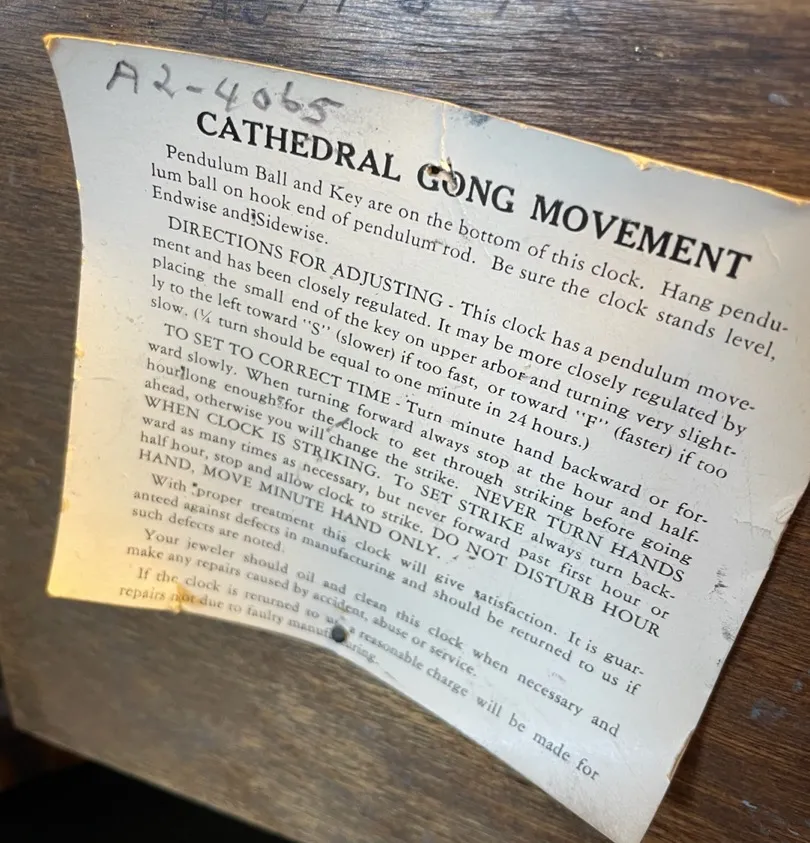 A2-4065
CATHEDRAL GONG MOVEMENT
Pendulum Ball and Key are on the bottom of this clock. Hang pendu-
lum ball on hook end of pendulum rod. Be sure the clock stands level,
Endwise and Sidewise.
DIRECTIONS FOR ADJUSTING - This clock has a pendulum move-
ment and has been closely regulated. It may be more closely regulated by
placing the small end of the key on upper arbor and turning very slight-
ly to the left toward "S" (slower) if too fast, or toward "F" (faster) if too
slow. (¼ turn should be equal to one minute in 24 hours.)
TO SET TO CORRECT TIME - Turn minute hand backward or for-
ward slowly. When turning forward always stop at the hour and half-
hour long enough for the clock to get through striking before going
ahead, otherwise you will change the strike. NEVER TURN HANDS
WHEN CLOCK IS STRIKING. To SET STRIKE always turn back-
ward as many times as necessary, but never forward past first hour or
half hour, stop and allow clock to strike. DO NOT DISTURB HOUR
HAND, MOVE MINUTE HAND ONLY.
With proper treatment this clock will give satisfaction. It is guar-
anteed against defects in manufacturing and should be returned to us if
such defects are noted.
Your jeweler should oil and clean this clock when necessary and
make any repairs caused by accident, abuse or service.
If the clock is returned so a reasonable charge will be made for
repairs not due to faulty manufacturing.